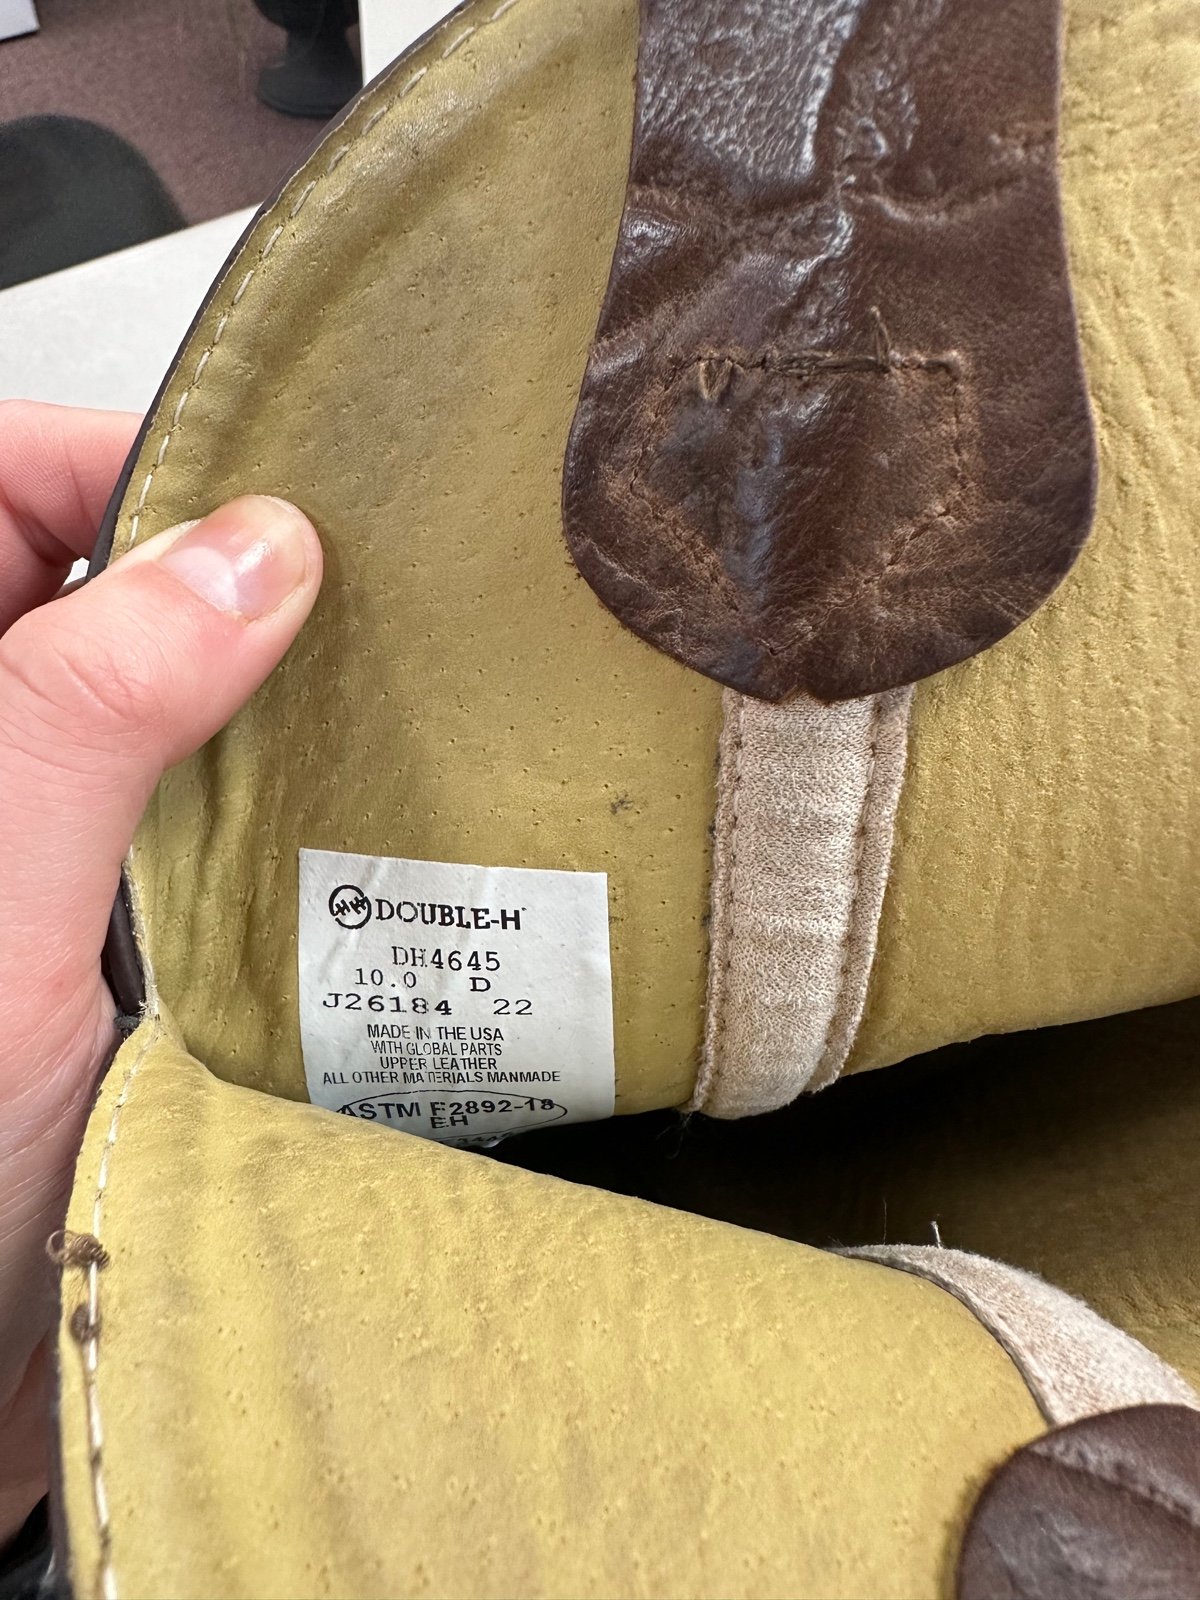 HH DOUBLE-H
DH4645
10.0 D
J26184 22
MADE IN THE USA
WITH GLOBAL PARTS
UPPER LEATHER
ALL OTHER MATERIALS MANMADE
ASTM F2892-18
EH